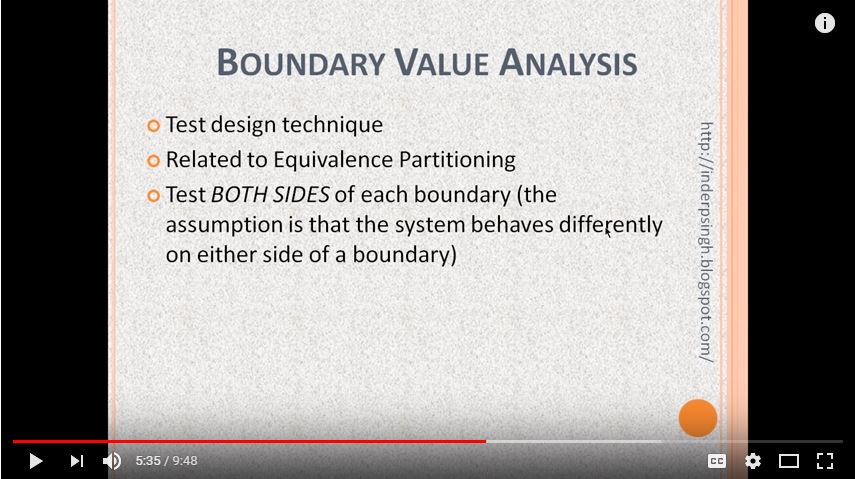 BOUNDARY VALUE ANALYSIS
Test design technique
Related to Equivalence Partitioning
Test BOTH SIDES of each boundary (the
assumption is that the system behaves differently
on either side of a boundary)
http://inderpsingh.blogspot.com/
5:35 / 9:48
CC